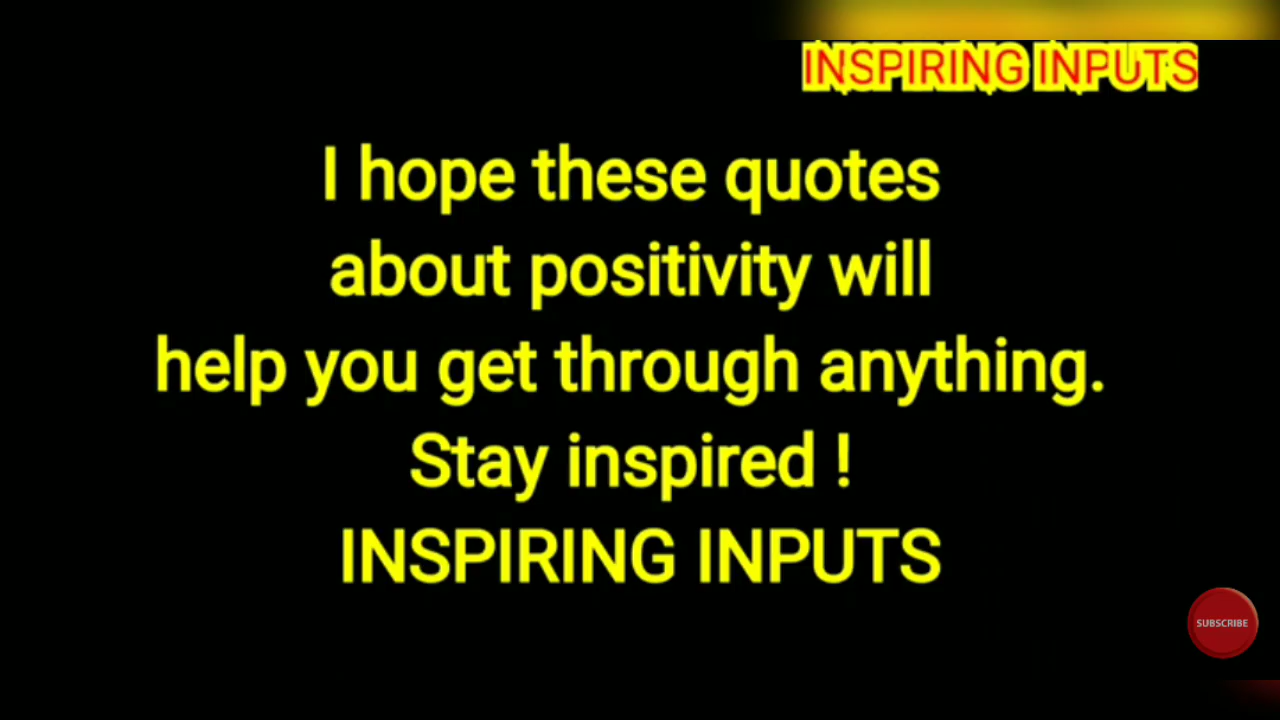 INSPIRING INPUTS
I hope these quotes
about positivity will
help you get through anything.
Stay inspired !
INSPIRING INPUTS
SUBSCRIBE